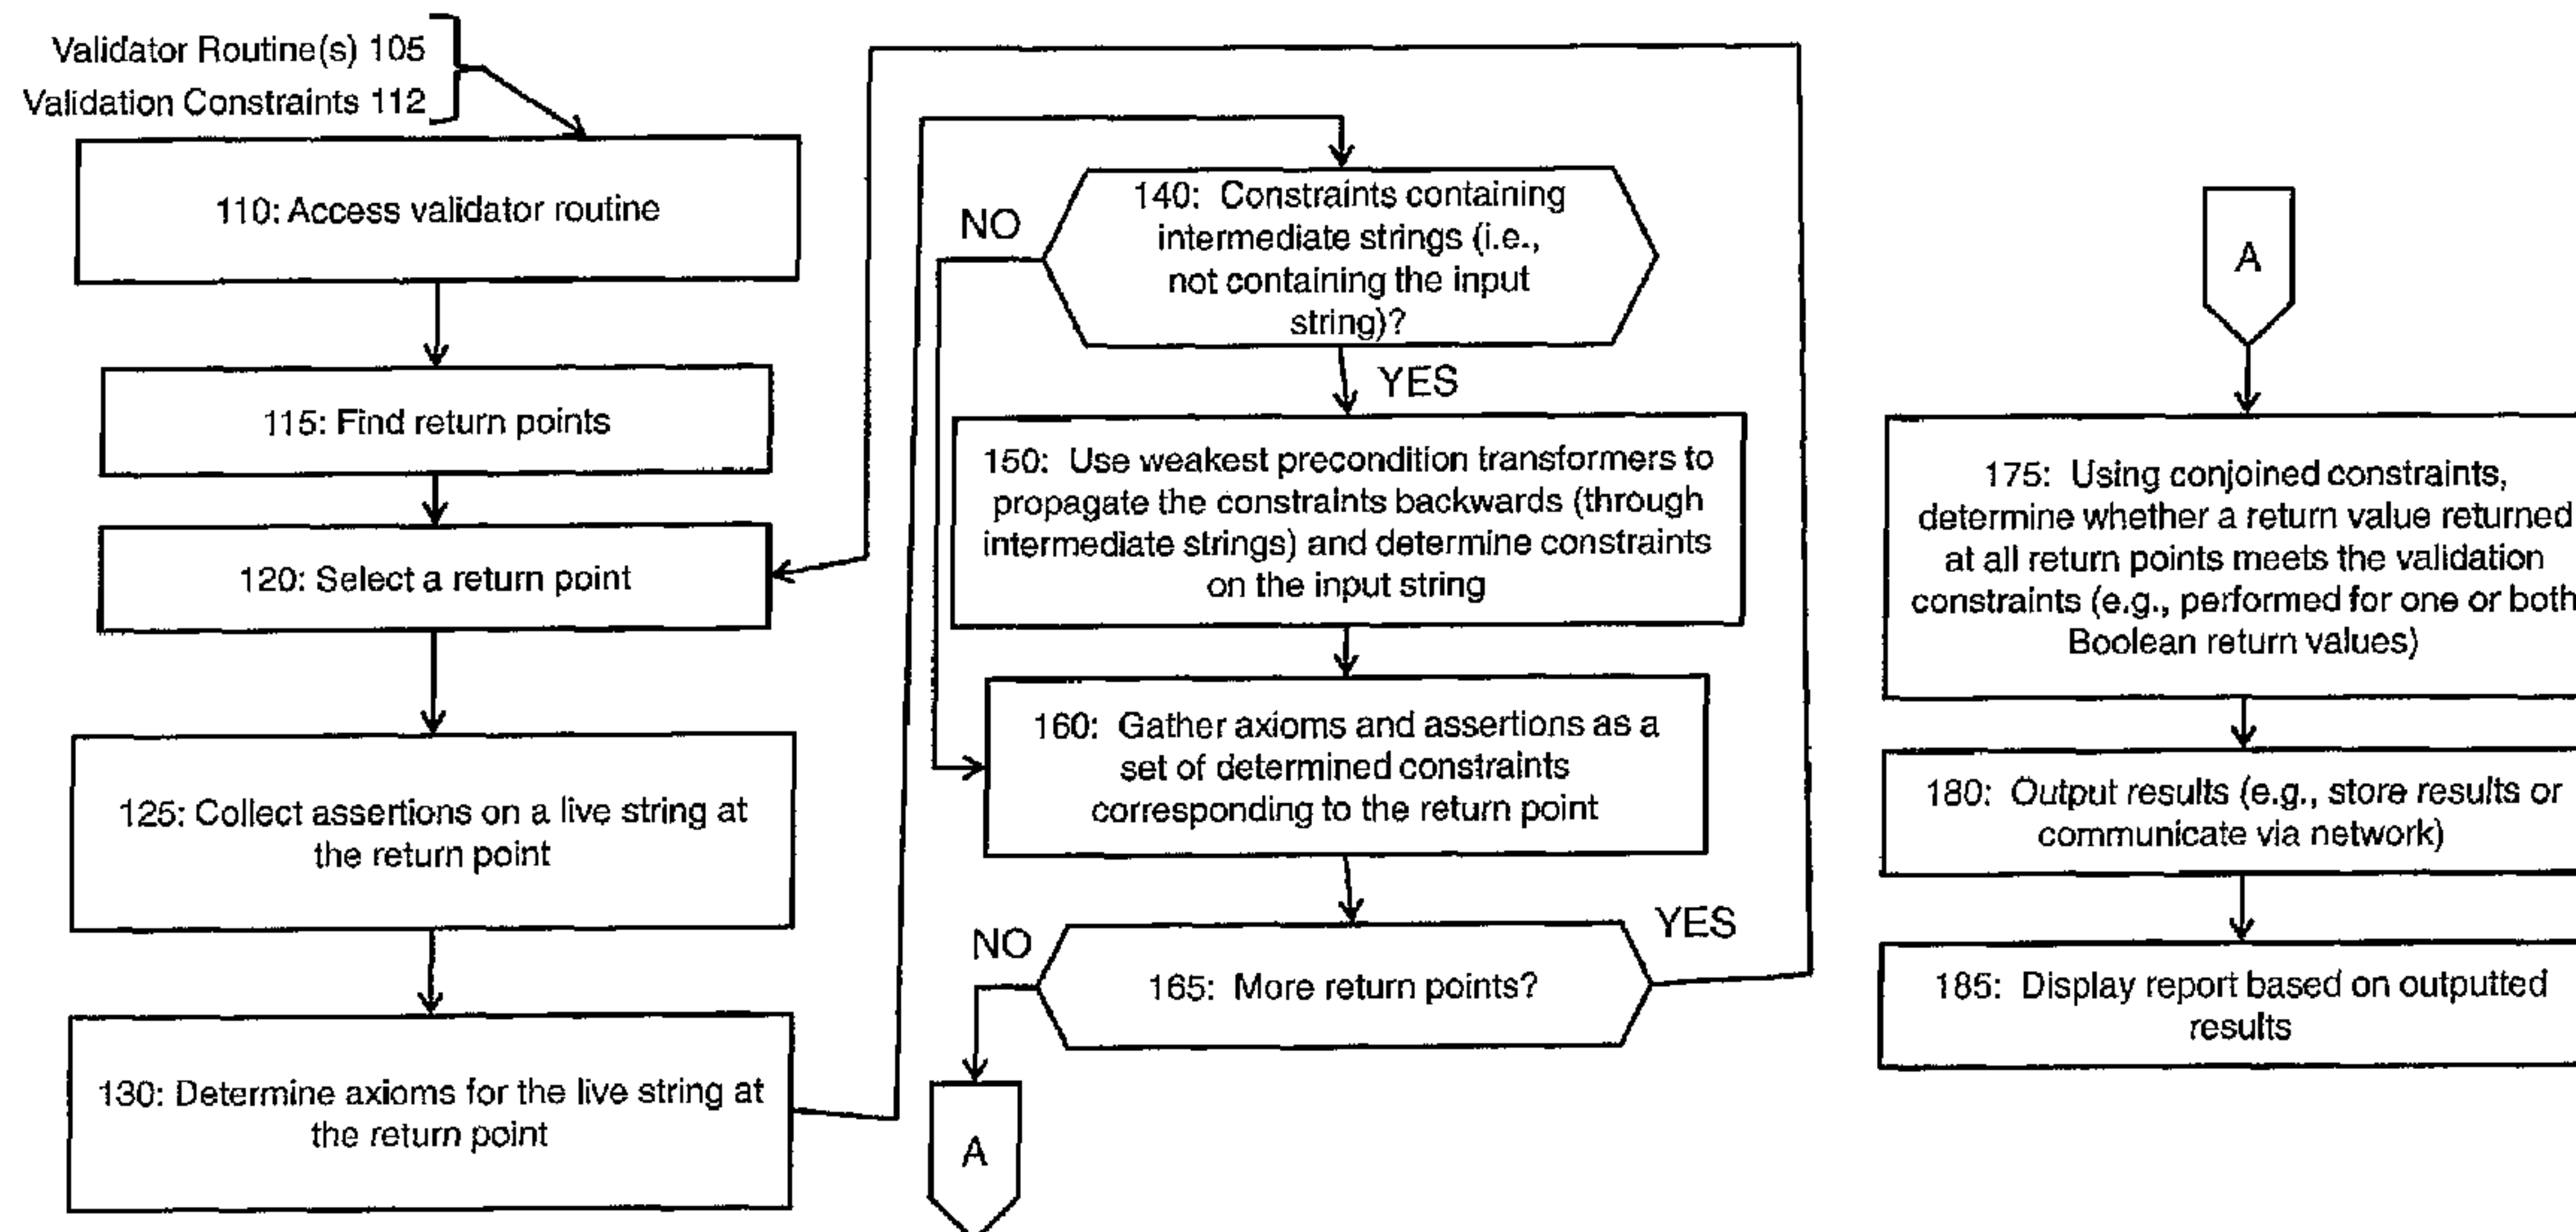 Validator Routine(s) 105
Validation Constraints 112
110: Access validator routine
115: Find return points
120: Select a return point
125: Collect assertions on a live string at
the return point
130: Determine axioms for the live string at
the return point
140: Constraints containing
intermediate strings (i.e.,
not containing the input
string)?
NO
YES
150: Use weakest precondition transformers to
propagate the constraints backwards (through
intermediate strings) and determine constraints
on the input string
160: Gather axioms and assertions as a
set of determined constraints
corresponding to the return point
NO
YES
165: More return points?
A
A
175: Using conjoined constraints,
determine whether a return value returned
at all return points meets the validation
constraints (e.g., performed for one or both
Boolean return values)
180: Output results (e.g., store results or
communicate via network)
185: Display report based on outputted
results